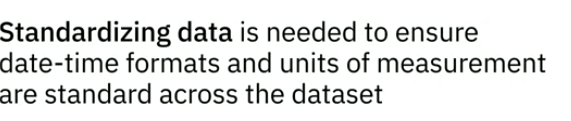 Standardizing data is needed to ensure
date-time formats and units of measurement
are standard across the dataset